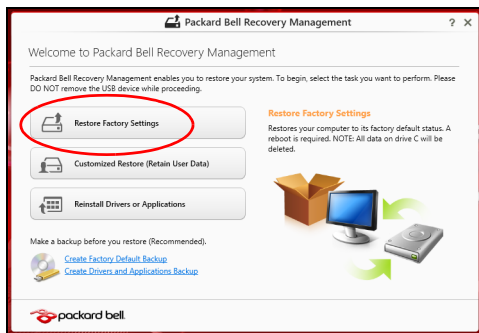 Packard Bell Recovery Management
? ×
Welcome to Packard Bell Recovery Management
Packard Bell Recovery Management enables you to restore your system. To begin, select the task you want to perform. Please
DO NOT remove the USB device while proceeding.
Restore Factory Settings
Customized Restore (Retain User Data)
Reinstall Drivers or Applications
Restore Factory Settings
Restores your computer to its factory default status. A
reboot is required. NOTE: All data on drive C will be
deleted.
Make a backup before you restore (Recommended).
Create Factory Default Backup
Create Drivers and Applications Backup
packard bell.